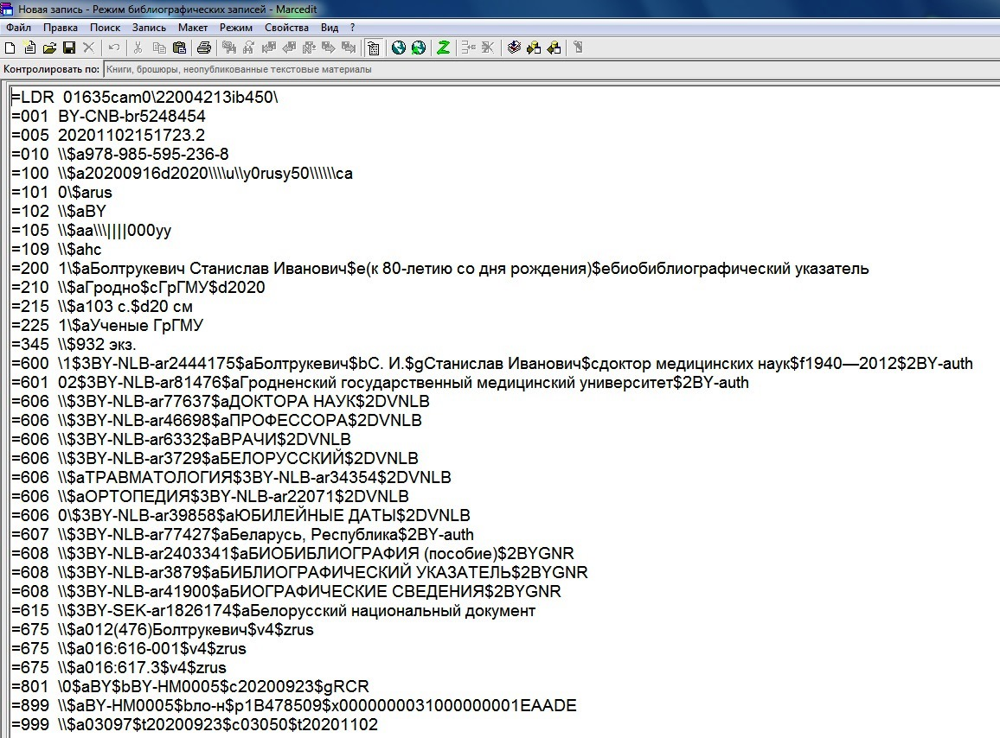 Новая запись - Режим библиографических записей - Marcedit
Файл Правка Поиск Запись Макет Режим Свойства Вид ?
Контролировать по: Книги, брошюры, неопубликованные текстовые материалы
=LDR 01635cam0\22004213ib450\
=001 BY-CNB-br5248454
=005 20201102151723.2
=010 \\$a978-985-595-236-8
=100 \\$a20200916d2020\\\\u\\y0rusy50\\\\\\ca
=101 0\$arus
=102 \\$aBY
=105 \\$aa\\\||||000yy
=109 \\$ahc
=200 1\$aБолтрукевич Станислав Иванович$e(к 80-летию со дня рождения)$eбиобиблиографический указатель
=210 \\$aГродно$cГрГМУ$d2020
=215 \\$a103 с.$d20 см
=225 1\$aУченые ГрГМУ
=345 \\$932 экз.
=600 \1$3BY-NLB-ar2444175$aБолтрукевич$bС. И.$gСтанислав Иванович$cдоктор медицинских наук$f1940—2012$2BY-auth
=601 02$3BY-NLB-ar81476$aГродненский государственный медицинский университет$2BY-auth
=606 \\$3BY-NLB-ar77637$aДОКТОРА НАУК$2DVNLB
=606 \\$3BY-NLB-ar46698$aПРОФЕССОРА$2DVNLB
=606 \\$3BY-NLB-ar6332$aВРАЧИ$2DVNLB
=606 \\$3BY-NLB-ar3729$aБЕЛОРУССКИЙ$2DVNLB
=606 \\$aТРАВМАТОЛОГИЯ$3BY-NLB-ar34354$2DVNLB
=606 \\$aОРТОПЕДИЯ$3BY-NLB-ar22071$2DVNLB
=606 0\$3BY-NLB-ar39858$aЮБИЛЕЙНЫЕ ДАТЫ$2DVNLB
=607 \\$3BY-NLB-ar77427$aБеларусь, Республика$2BY-auth
=608 \\$3BY-NLB-ar2403341$aБИОБИБЛИОГРАФИЯ (пособие)$2BYGNR
=608 \\$3BY-NLB-ar3879$aБИБЛИОГРАФИЧЕСКИЙ УКАЗАТЕЛЬ$2BYGNR
=608 \\$3BY-NLB-ar41900$aБИОГРАФИЧЕСКИЕ СВЕДЕНИЯ$2BYGNR
=615 \\$3BY-SEK-ar1826174$aБелорусский национальный документ
=675 \\$a012(476)Болтрукевич$v4$zrus
=675 \\$a016:616-001$v4$zrus
=675 \\$a016:617.3$v4$zrus
=801 \0$aBY$bBY-HM0005$c20200923$gRCR
=899 \\$aBY-HM0005$bло-н$p1B478509$x0000000031000000001EAADE
=999 \\$a03097$t20200923$c03050$t20201102